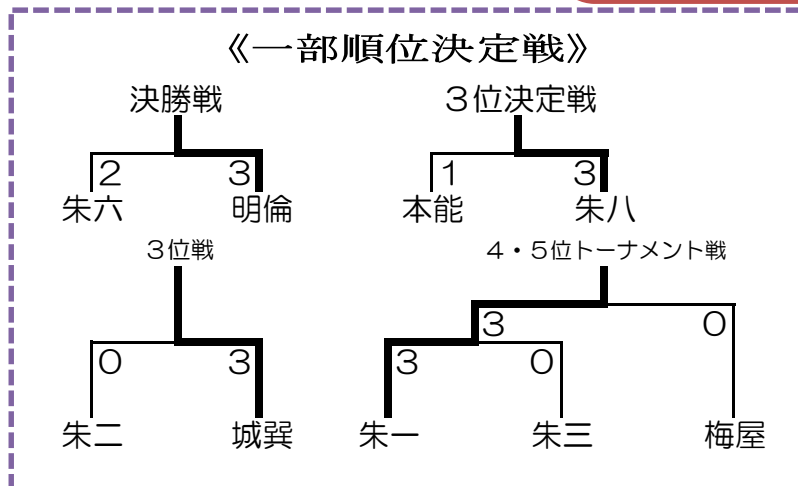 《一部順位決定戦》
決勝戦
2 3
朱六 明倫
３位決定戦
1 3
本能 朱八
３位戦
0 3
朱二 城巽
４・５位トーナメント戦
3 0
3 0
朱一 朱三 梅屋